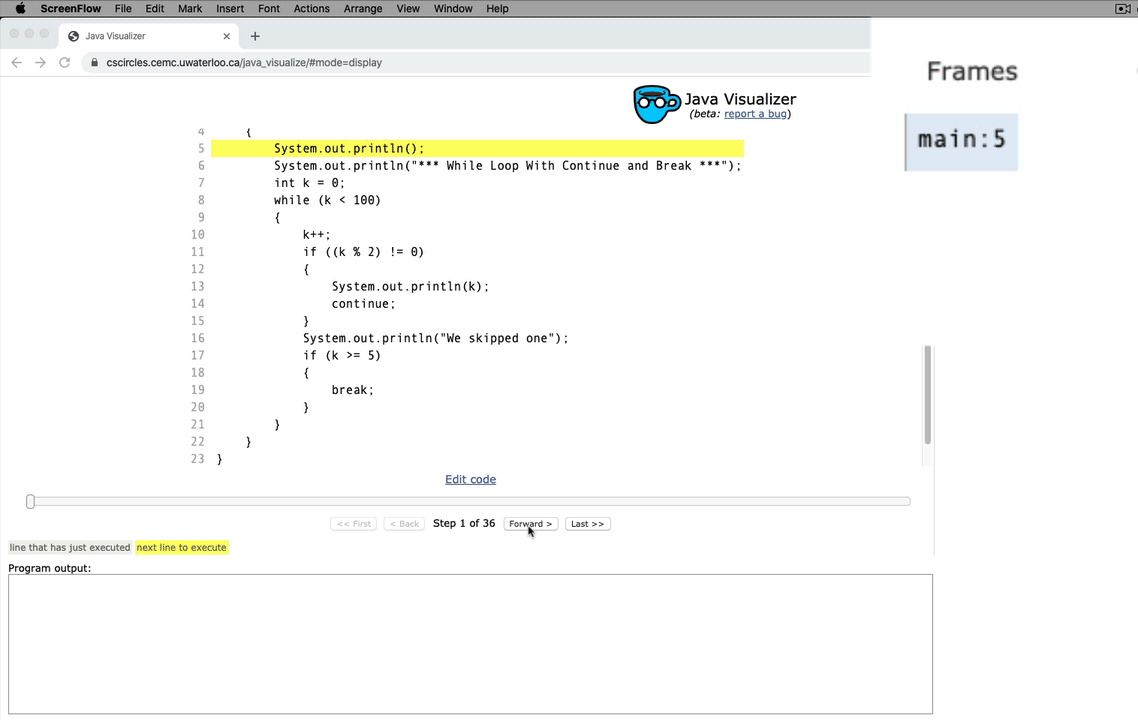 ScreenFlow File Edit Mark Insert Font Actions Arrange View Window Help
Java Visualizer
cscircles.cemc.uwaterloo.ca/java_visualize/#mode=display
Frames
main:5
Java Visualizer
(beta: report a bug)
4 {
5 System.out.println();
6 System.out.println("*** While Loop With Continue and Break ***");
7 int k = 0;
8 while (k < 100)
9 {
10 k++;
11 if ((k % 2) != 0)
12 {
13 System.out.println(k);
14 continue;
15 }
16 System.out.println("We skipped one");
17 if (k >= 5)
18 {
19 break;
20 }
21 }
22 }
23 }
Edit code
<< First < Back Step 1 of 36 Forward > Last >>
line that has just executed next line to execute
Program output: